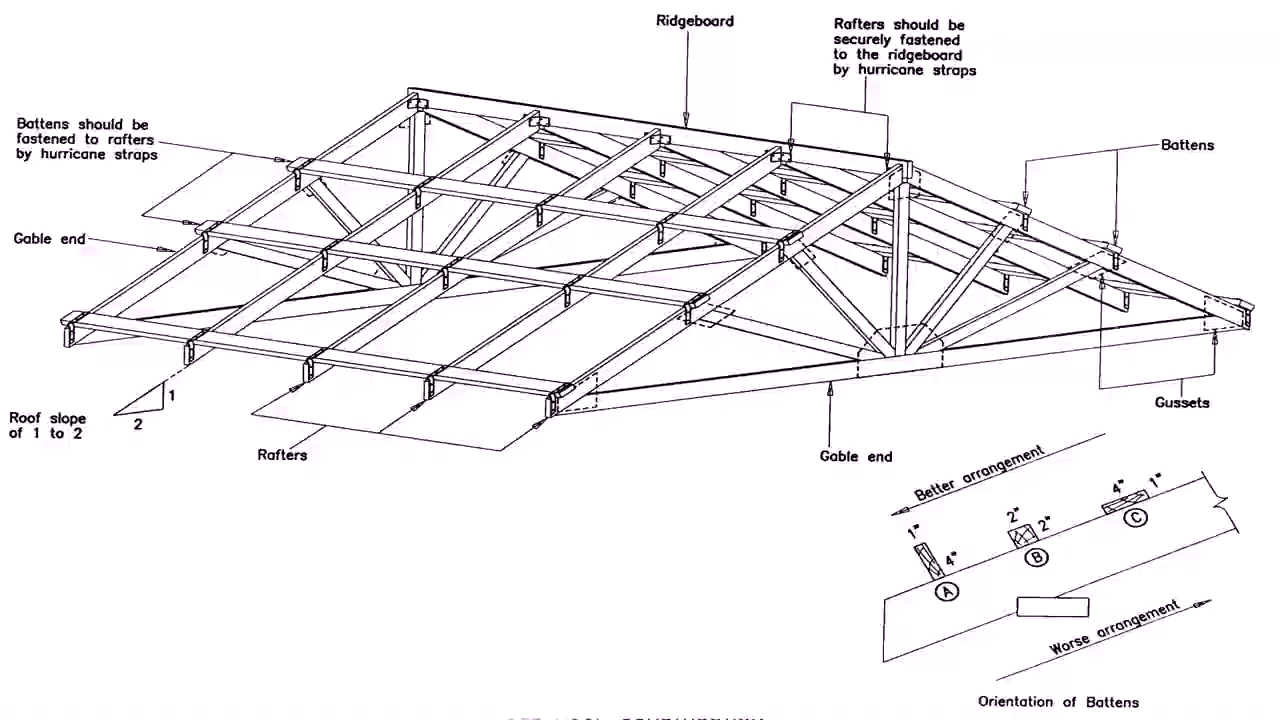 Ridgeboard
Rafters should be
securely fastened
to the ridgeboard
by hurricane straps
Battens should be
fastened to rafters
by hurricane straps
Battens
Gable end
Roof slope
of 1 to 2
1
2
Rafters
Gable end
Gussets
Better arrangement
1"
4"
A
2"
2"
B
4"
1"
C
Worse arrangement
Orientation of Battens